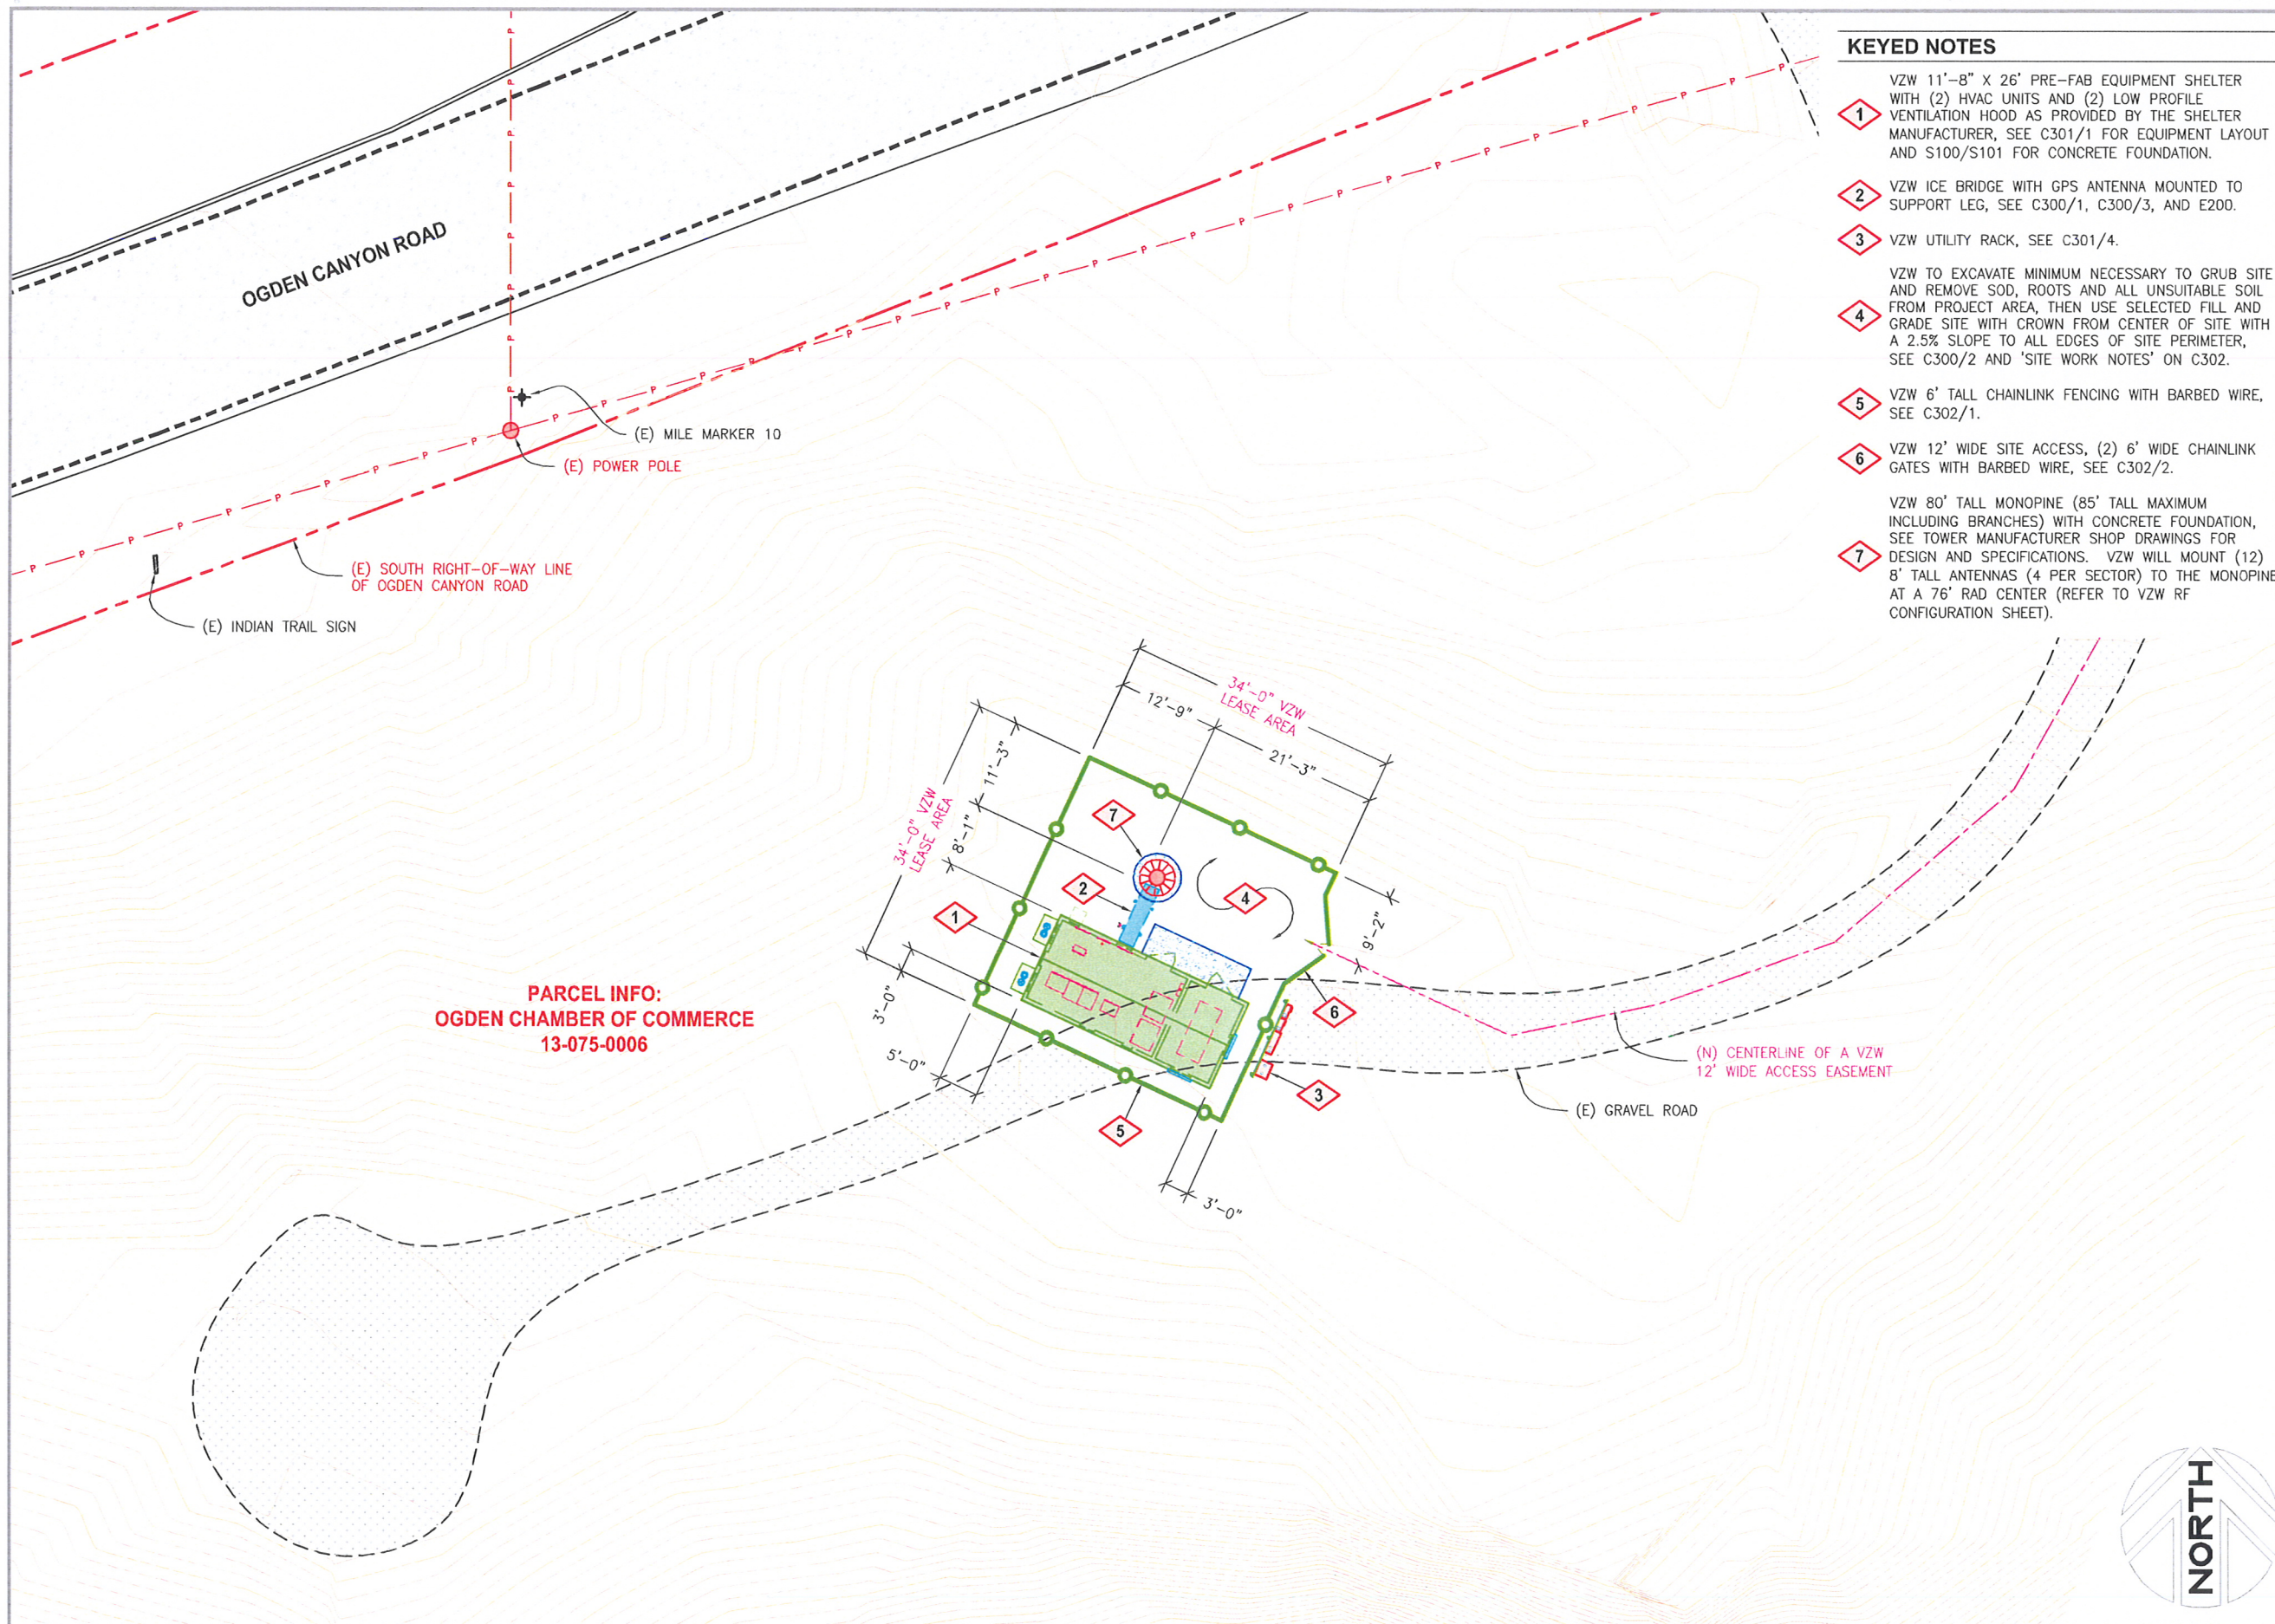 KEYED NOTES
1
VZW 11'-8" X 26' PRE-FAB EQUIPMENT SHELTER
WITH (2) HVAC UNITS AND (2) LOW PROFILE
VENTILATION HOOD AS PROVIDED BY THE SHELTER
MANUFACTURER, SEE C301/1 FOR EQUIPMENT LAYOUT
AND S100/S101 FOR CONCRETE FOUNDATION.
2
VZW ICE BRIDGE WITH GPS ANTENNA MOUNTED TO
SUPPORT LEG, SEE C300/1, C300/3, AND E200.
3
VZW UTILITY RACK, SEE C301/4.
4
VZW TO EXCAVATE MINIMUM NECESSARY TO GRUB SITE
AND REMOVE SOD, ROOTS AND ALL UNSUITABLE SOIL
FROM PROJECT AREA, THEN USE SELECTED FILL AND
GRADE SITE WITH CROWN FROM CENTER OF SITE WITH
A 2.5% SLOPE TO ALL EDGES OF SITE PERIMETER,
SEE C300/2 AND 'SITE WORK NOTES' ON C302.
5
VZW 6' TALL CHAINLINK FENCING WITH BARBED WIRE,
SEE C302/1.
6
VZW 12' WIDE SITE ACCESS, (2) 6' WIDE CHAINLINK
GATES WITH BARBED WIRE, SEE C302/2.
7
VZW 80' TALL MONOPINE (85' TALL MAXIMUM
INCLUDING BRANCHES) WITH CONCRETE FOUNDATION,
SEE TOWER MANUFACTURER SHOP DRAWINGS FOR
DESIGN AND SPECIFICATIONS. VZW WILL MOUNT (12)
8' TALL ANTENNAS (4 PER SECTOR) TO THE MONOPINE
AT A 76' RAD CENTER (REFER TO VZW RF
CONFIGURATION SHEET).
OGDEN CANYON ROAD
(E) MILE MARKER 10
(E) POWER POLE
(E) SOUTH RIGHT-OF-WAY LINE
OF OGDEN CANYON ROAD
(E) INDIAN TRAIL SIGN
34'-0" VZW
LEASE AREA
12'-9"
21'-3"
34'-0" VZW
LEASE AREA
11'-3"
8'-1"
7
2
4
1
9'-2"
3'-0"
5'-0"
6
3
5
3'-0"
PARCEL INFO:
OGDEN CHAMBER OF COMMERCE
13-075-0006
(N) CENTERLINE OF A VZW
12' WIDE ACCESS EASEMENT
(E) GRAVEL ROAD
NORTH
P P P P P P P P
P P P P P P P P P P P P P P P P P P P P P P P P P P P P P P P P P P P P